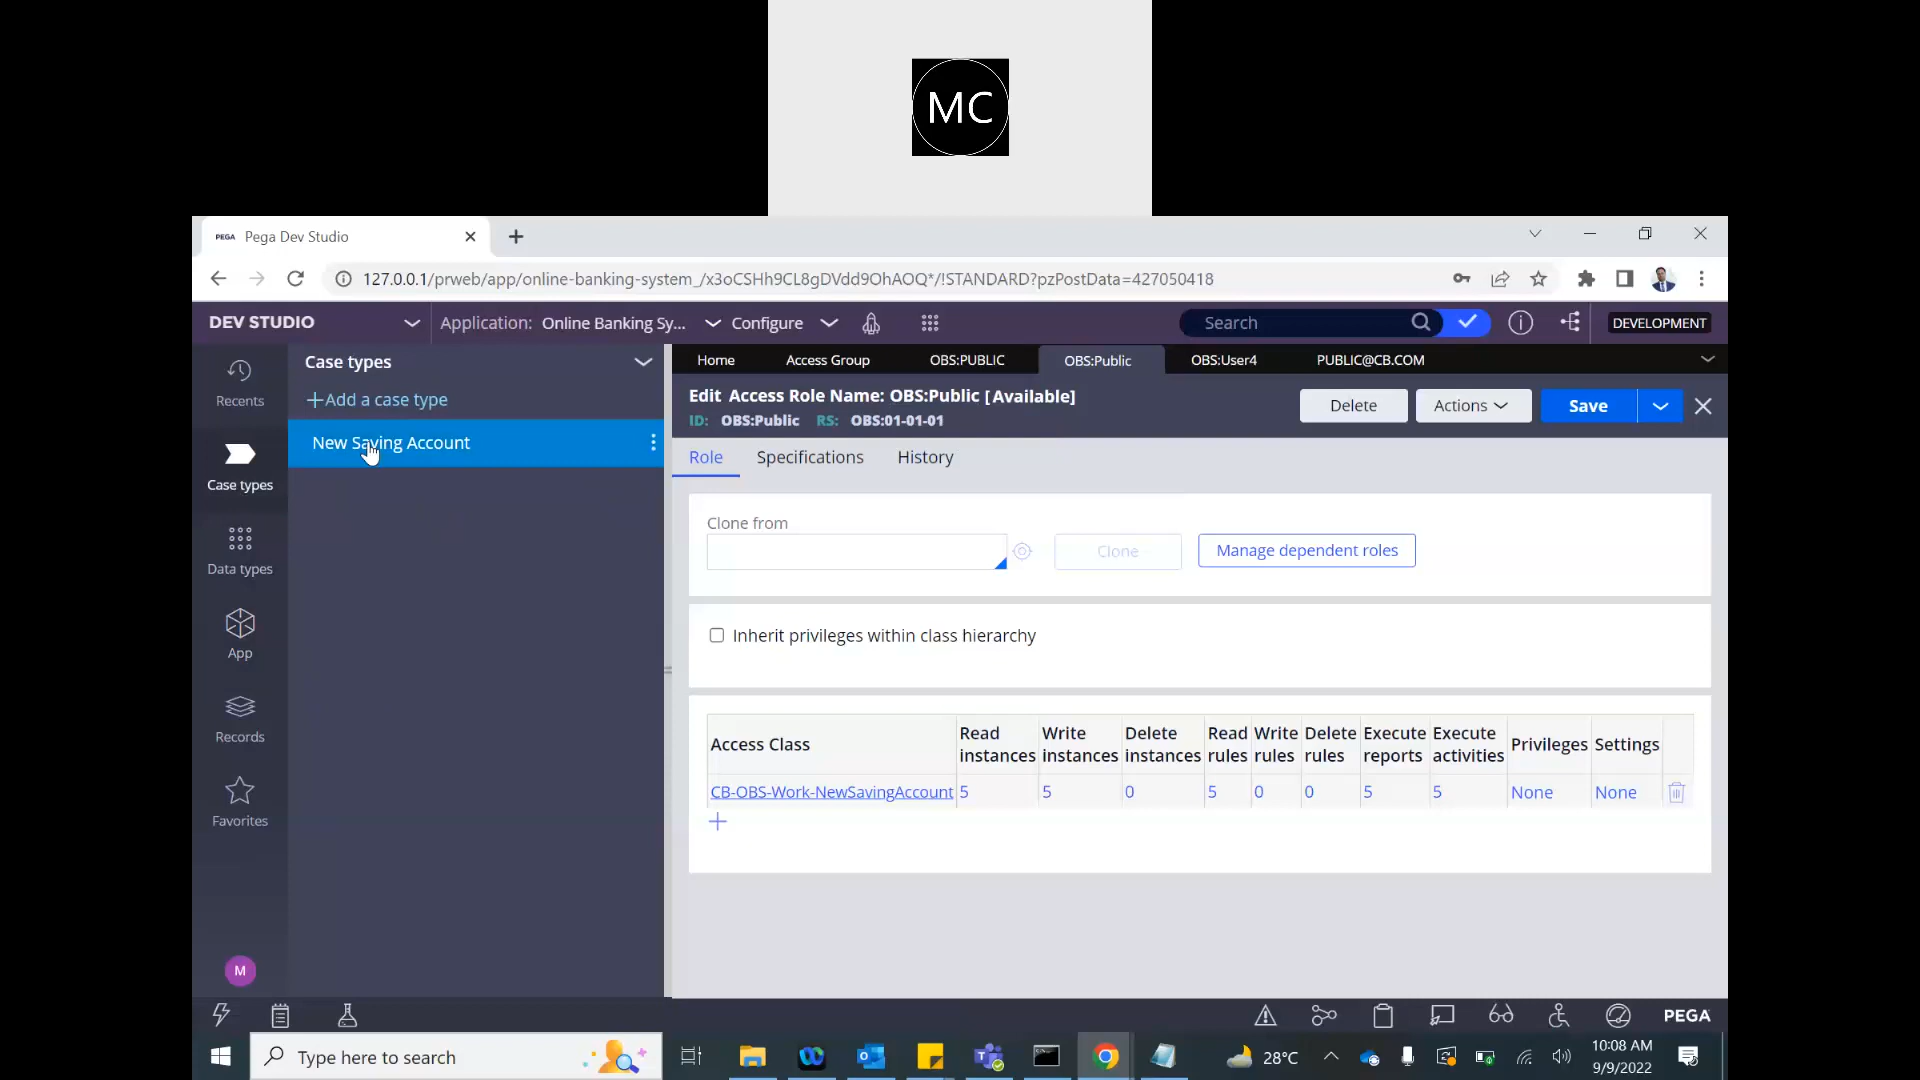 MC
PEGA Pega Dev Studio
127.0.0.1/prweb/app/online-banking-system_/x3oCSHh9CL8gDVdd9OhAOQ*/!STANDARD?pzPostData=427050418
DEV STUDIO
Application: Online Banking Sy...
Configure
Search
DEVELOPMENT
Recents
Case types
Data types
App
Records
Favorites
M
Case types
Add a case type
New Saving Account
Home
Access Group
OBS:PUBLIC
OBS:Public
OBS:User4
PUBLIC@CB.COM
Edit Access Role Name: OBS:Public [Available]
ID: OBS:Public RS: OBS:01-01-01
Delete
Actions
Save
Role
Specifications
History
Clone from
Clone
Manage dependent roles
Inherit privileges within class hierarchy
Access Class
Read instances
Write instances
Delete instances
Read rules
Write rules
Delete rules
Execute reports
Execute activities
Privileges
Settings
CB-OBS-Work-NewSavingAccount 5 5 0 5 0 0 5 5 None None
PEGA
Type here to search
28°C
10:08 AM
9/9/2022